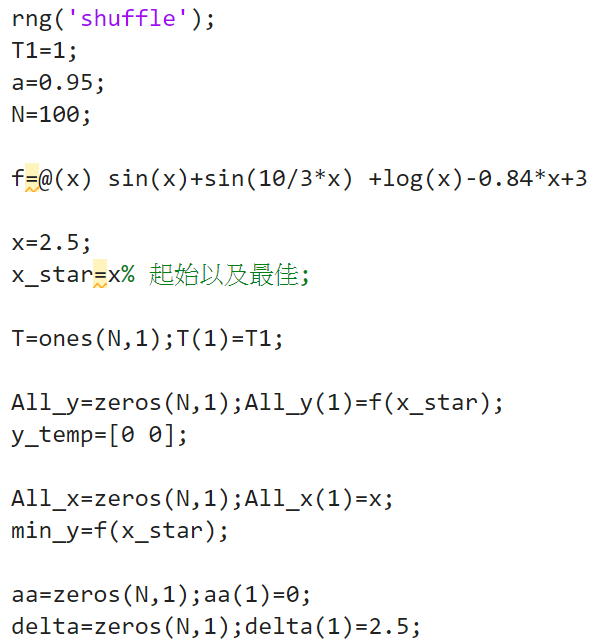 rng('shuffle');
T1=1;
a=0.95;
N=100;
f=@(x) sin(x)+sin(10/3*x) +log(x)-0.84*x+3
x=2.5;
x_star=x% 起始以及最佳;
T=ones(N,1);T(1)=T1;
All_y=zeros(N,1);All_y(1)=f(x_star);
y_temp=[0 0];
All_x=zeros(N,1);All_x(1)=x;
min_y=f(x_star);
aa=zeros(N,1);aa(1)=0;
delta=zeros(N,1);delta(1)=2.5;